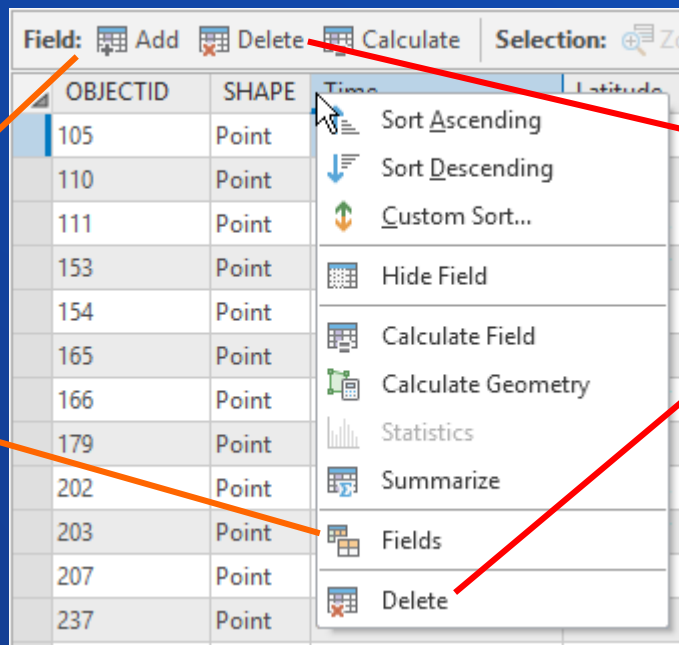 Field: Add Delete Calculate Selection:
OBJECTID SHAPE Time Latitude
105 Point
110 Point
111 Point
153 Point
154 Point
165 Point
166 Point
179 Point
202 Point
203 Point
207 Point
237 Point
Sort Ascending
Sort Descending
Custom Sort...
Hide Field
Calculate Field
Calculate Geometry
Statistics
Summarize
Fields
Delete